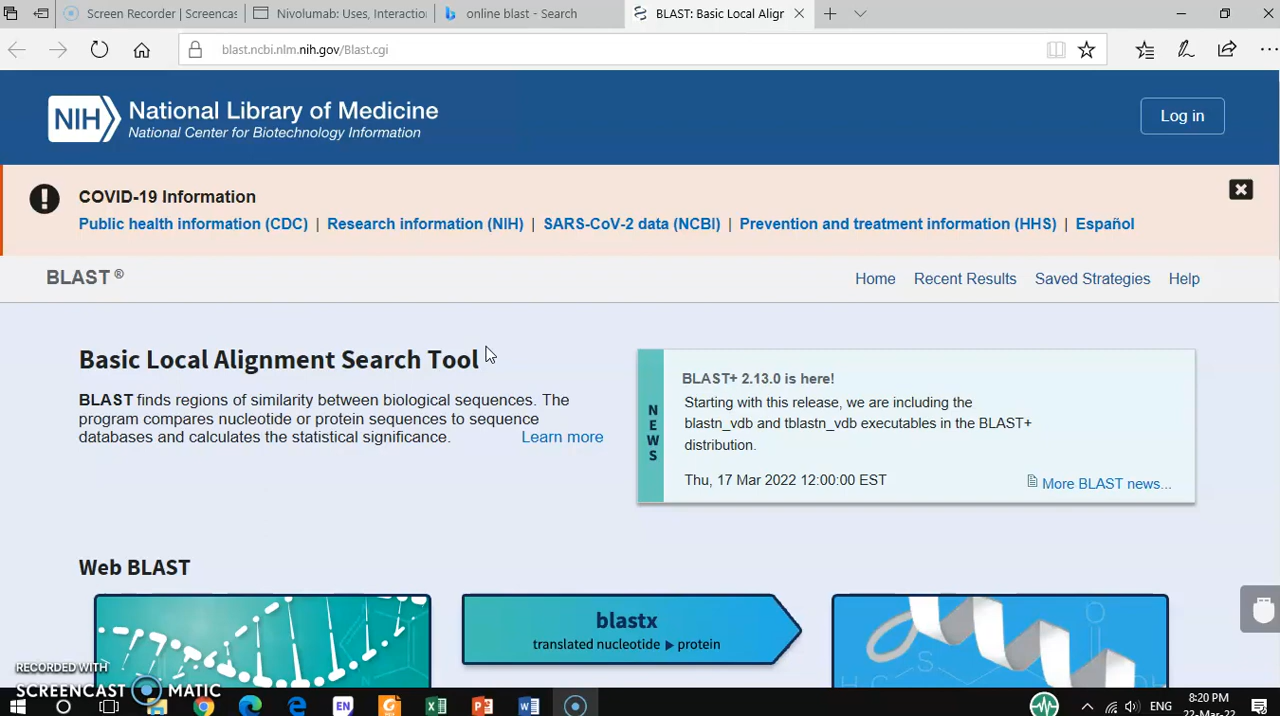 Screen Recorder | Screencas
Nivolumab: Uses, Interaction
online blast - Search
BLAST: Basic Local Alignr
blast.ncbi.nlm.nih.gov/Blast.cgi
NIH
National Library of Medicine
National Center for Biotechnology Information
Log in
COVID-19 Information
Public health information (CDC) | Research information (NIH) | SARS-CoV-2 data (NCBI) | Prevention and treatment information (HHS) | Español
BLAST ®
Home Recent Results Saved Strategies Help
Basic Local Alignment Search Tool
BLAST finds regions of similarity between biological sequences. The
program compares nucleotide or protein sequences to sequence
databases and calculates the statistical significance.
Learn more
NEWS
BLAST+ 2.13.0 is here!
Starting with this release, we are including the
blastn_vdb and tblastn_vdb executables in the BLAST+
distribution.
Thu, 17 Mar 2022 12:00:00 EST
More BLAST news...
Web BLAST
blastx
translated nucleotide ▶ protein
RECORDED WITH
SCREENCAST MATIC
EN
ENG
8:20 PM
22-Mar-22